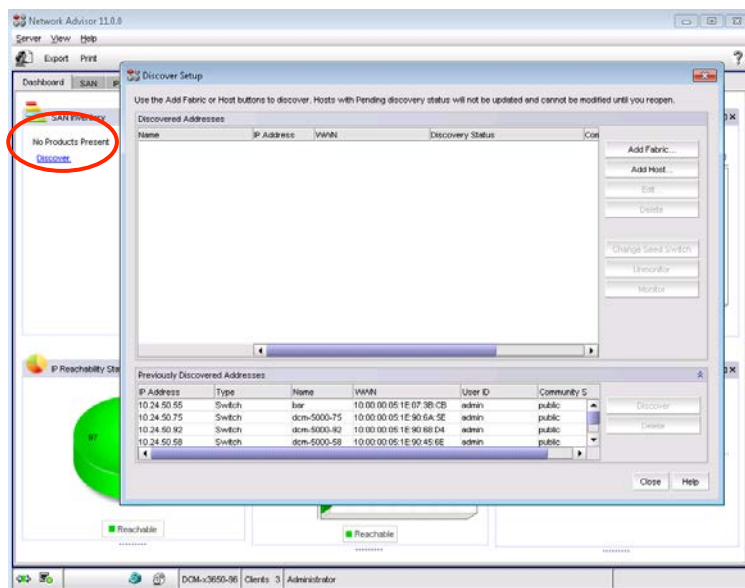 Network Advisor 11.0.0
Server View Help
Export Print
Dashboard SAN IP
Discover Setup
Use the Add Fabric or Host buttons to discover. Hosts with Pending discovery status will not be updated and cannot be modified until you reopen.
SAN Inventory
No Products Present
Discover
Discovered Addresses
Name IP Address WWN Discovery Status Con
Add Fabric...
Add Host...
Edit...
Delete
Change Seed Switch
Unmonitor
Monitor
IP Reachability Sta
97
Previously Discovered Addresses
IP Address Type Name WWN User ID Community S
10.24.50.55 Switch bar 10:00:00:05:1E:07:3B:CB admin public
10.24.50.75 Switch dcm-5000-75 10:00:00:05:1E:90:6A:5E admin public
10.24.50.92 Switch dcm-5000-92 10:00:00:05:1E:90:68:D4 admin public
10.24.50.58 Switch dcm-5000-58 10:00:00:05:1E:90:45:6E admin public
Discover
Delete
Close Help
Reachable
Reachable
DCM-x3650-96 Clients 3 Administrator